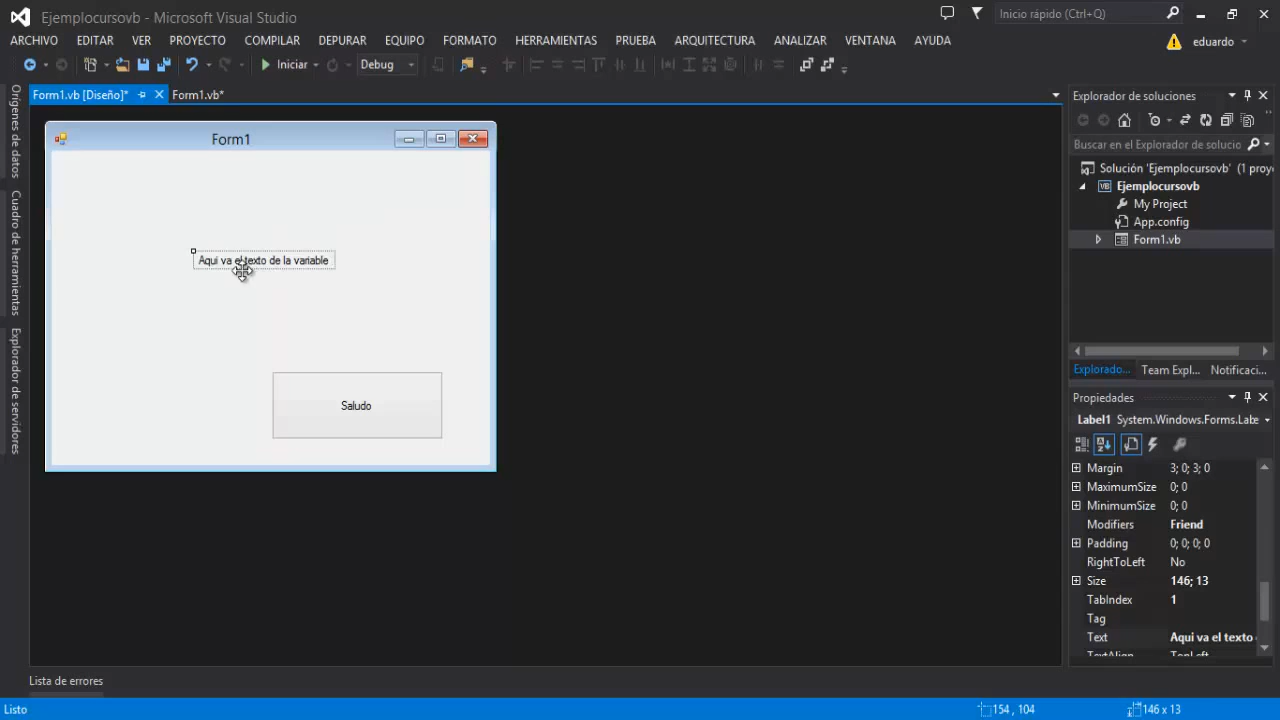 Ejemplocursovb - Microsoft Visual Studio
Inicio rápido (Ctrl+Q)
ARCHIVO EDITAR VER PROYECTO COMPILAR DEPURAR EQUIPO FORMATO HERRAMIENTAS PRUEBA ARQUITECTURA ANALIZAR VENTANA AYUDA
eduardo
Iniciar
Debug
Form1.vb [Diseño]*
Form1.vb*
Orígenes de datos
Cuadro de herramientas
Explorador de servidores
Form1
Aqui va el texto de la variable
Saludo
Explorador de soluciones
Buscar en el Explorador de solucio
Solución 'Ejemplocursovb' (1 proye
VB Ejemplocursovb
My Project
App.config
Form1.vb
Explorado... Team Expl... Notificaci...
Propiedades
Label1 System.Windows.Forms.Labe
Margin 3; 0; 3; 0
MaximumSize 0; 0
MinimumSize 0; 0
Modifiers Friend
Padding 0; 0; 0; 0
RightToLeft No
Size 146; 13
TabIndex 1
Tag
Text Aqui va el texto
TextAlign TopLeft
Lista de errores
Listo
154 , 104
146 x 13